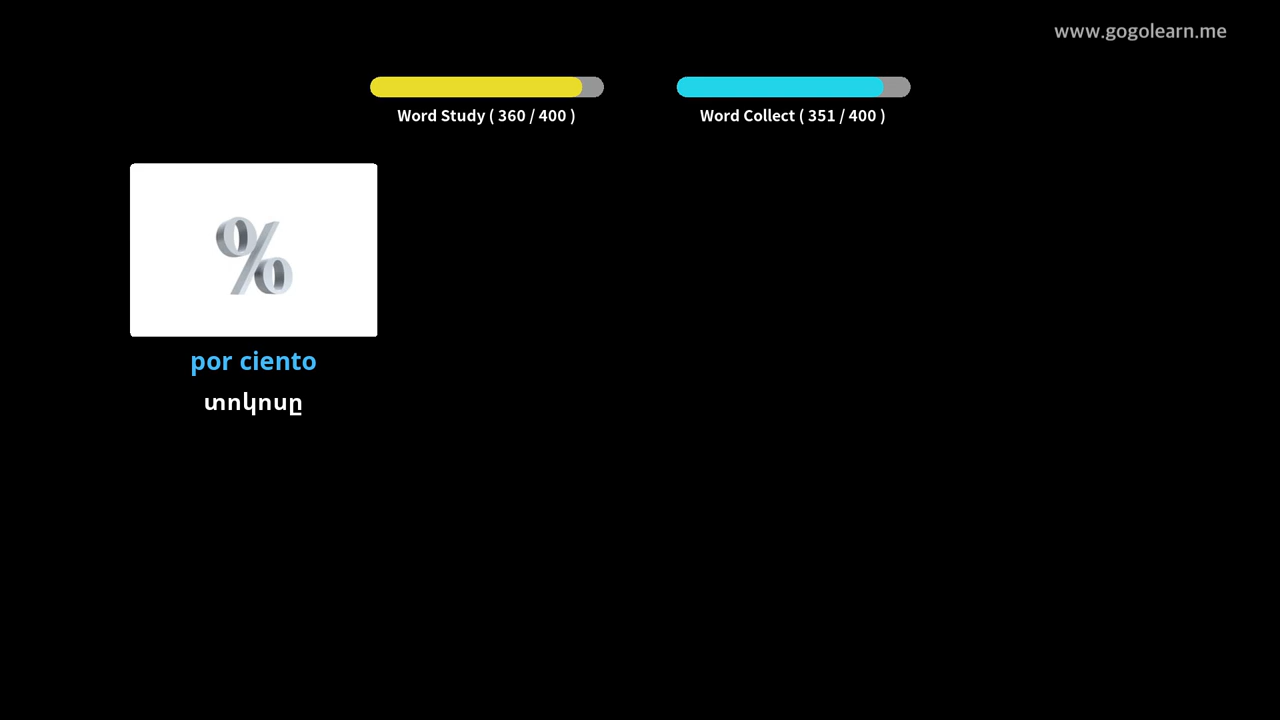 www.gogolearn.me
Word Study ( 360 / 400 )
Word Collect ( 351 / 400 )
%
por ciento
տոկոսը